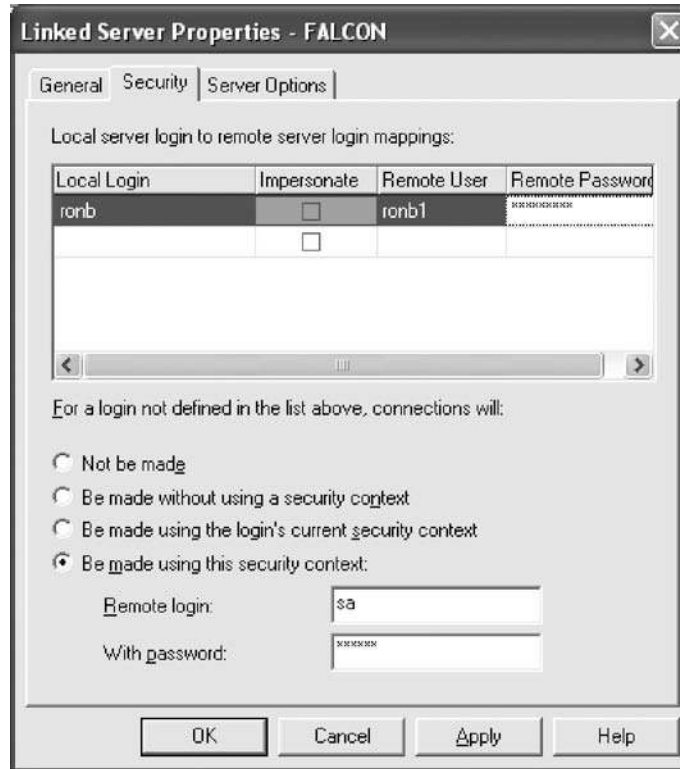 Linked Server Properties - FALCON
General Security Server Options
Local server login to remote server login mappings:
Local Login Impersonate Remote User Remote Password
ronb ronb1 *********
For a login not defined in the list above, connections will:
Not be made
Be made without using a security context
Be made using the login's current security context
Be made using this security context:
Remote login: sa
With password: ******
OK Cancel Apply Help